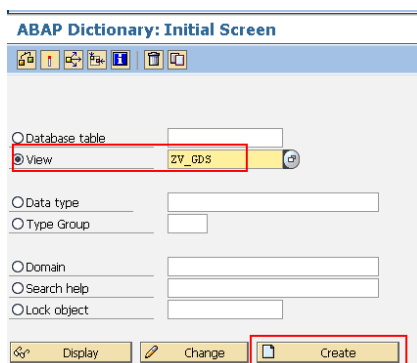 ABAP Dictionary: Initial Screen
Database table
View ZV_GDS
Data type
Type Group
Domain
Search help
Lock object
Display Change Create